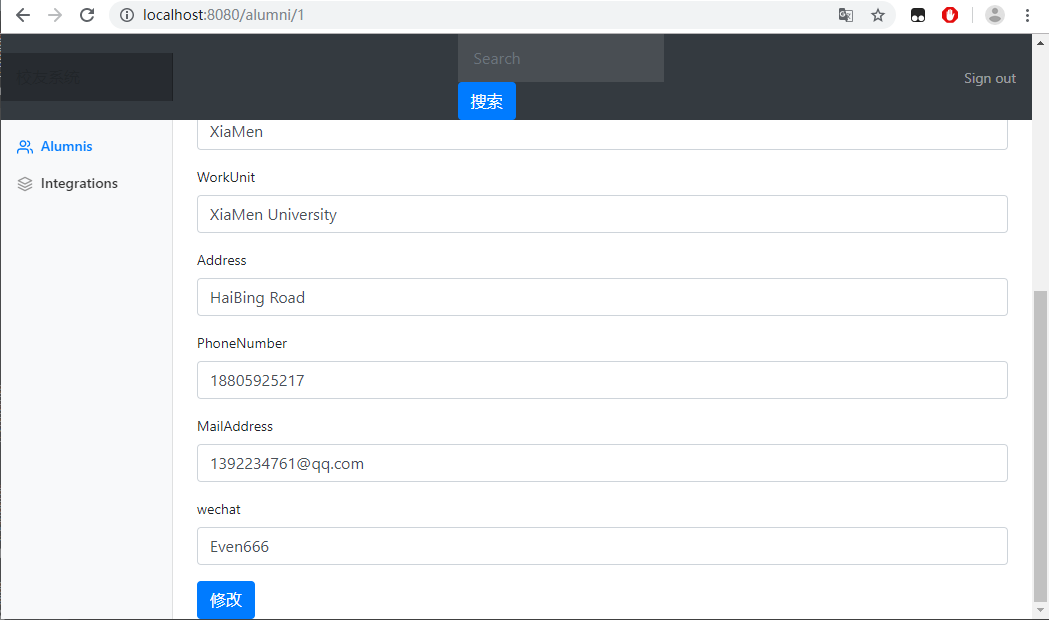 localhost:8080/alumni/1
Search
搜索
Sign out
Alumnis
Integrations
XiaMen
WorkUnit
XiaMen University
Address
HaiBing Road
PhoneNumber
18805925217
MailAddress
1392234761@qq.com
wechat
Even666
修改